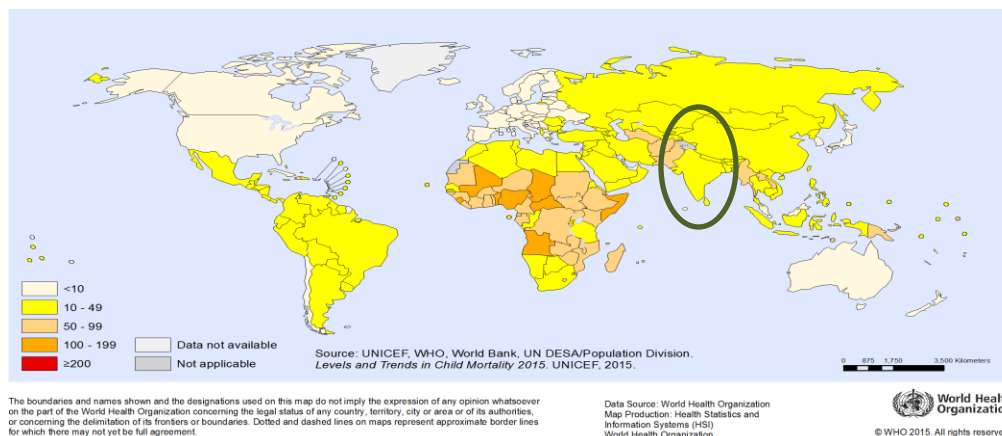 <10
10 - 49
50 - 99
100 - 199
≥200
Data not available
Not applicable
Source: UNICEF, WHO, World Bank, UN DESA/Population Division.
Levels and Trends in Child Mortality 2015. UNICEF, 2015.
0 875 1,750 3,500 Kilometers
The boundaries and names shown and the designations used on this map do not imply the expression of any opinion whatsoever
on the part of the World Health Organization concerning the legal status of any country, territory, city or area or of its authorities,
or concerning the delimitation of its frontiers or boundaries. Dotted and dashed lines on maps represent approximate border lines
for which there may not yet be full agreement.
Data Source: World Health Organization
Map Production: Health Statistics and
Information Systems (HSI)
World Health Organization
World Health
Organizatio
© WHO 2015. All rights reserve